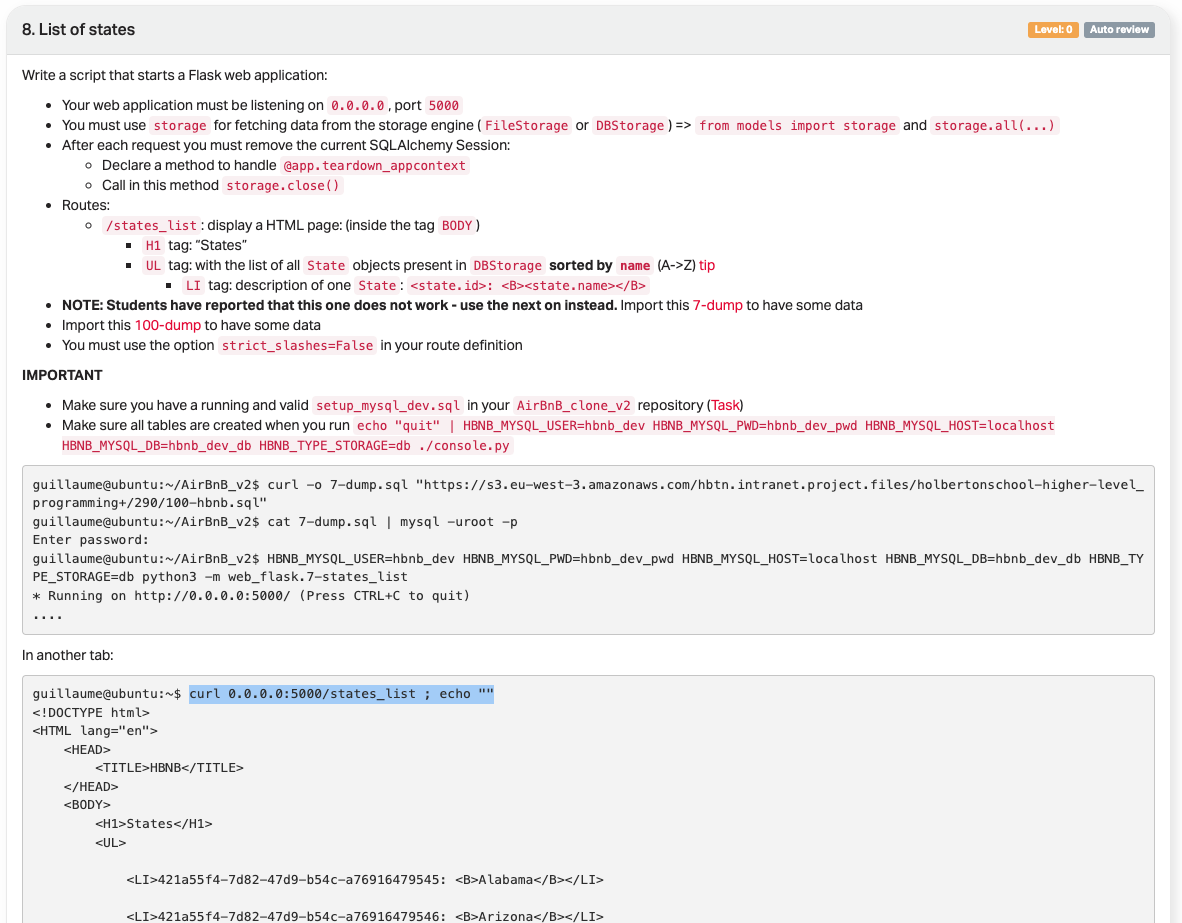 8. List of states
Level: 0 Auto review
Write a script that starts a Flask web application:
Your web application must be listening on 0.0.0.0, port 5000
You must use storage for fetching data from the storage engine (FileStorage or DBStorage) => from models import storage and storage.all(...)
After each request you must remove the current SQLAlchemy Session:
Declare a method to handle @app.teardown_appcontext
Call in this method storage.close()
Routes:
/states_list: display a HTML page: (inside the tag BODY)
H1 tag: “States”
UL tag: with the list of all State objects present in DBStorage sorted by name (A->Z) tip
LI tag: description of one State: <state.id>: <B><state.name></B>
NOTE: Students have reported that this one does not work - use the next on instead. Import this 7-dump to have some data
Import this 100-dump to have some data
You must use the option strict_slashes=False in your route definition
IMPORTANT
Make sure you have a running and valid setup_mysql_dev.sql in your AirBnB_clone_v2 repository (Task)
Make sure all tables are created when you run echo "quit" | HBNB_MYSQL_USER=hbnb_dev HBNB_MYSQL_PWD=hbnb_dev_pwd HBNB_MYSQL_HOST=localhost
HBNB_MYSQL_DB=hbnb_dev_db HBNB_TYPE_STORAGE=db ./console.py
guillaume@ubuntu:~/AirBnB_v2$ curl -o 7-dump.sql "https://s3.eu-west-3.amazonaws.com/hbtn.intranet.project.files/holbertonschool-higher-level_
programming+/290/100-hbnb.sql"
guillaume@ubuntu:~/AirBnB_v2$ cat 7-dump.sql | mysql -uroot -p
Enter password:
guillaume@ubuntu:~/AirBnB_v2$ HBNB_MYSQL_USER=hbnb_dev HBNB_MYSQL_PWD=hbnb_dev_pwd HBNB_MYSQL_HOST=localhost HBNB_MYSQL_DB=hbnb_dev_db HBNB_TY
PE_STORAGE=db python3 -m web_flask.7-states_list
* Running on http://0.0.0.0:5000/ (Press CTRL+C to quit)
....
In another tab:
guillaume@ubuntu:~$ curl 0.0.0.0:5000/states_list ; echo ""
<!DOCTYPE html>
<HTML lang="en">
<HEAD>
<TITLE>HBNB</TITLE>
</HEAD>
<BODY>
<H1>States</H1>
<UL>
<LI>421a55f4-7d82-47d9-b54c-a76916479545: <B>Alabama</B></LI>
<LI>421a55f4-7d82-47d9-b54c-a76916479546: <B>Arizona</B></LI>